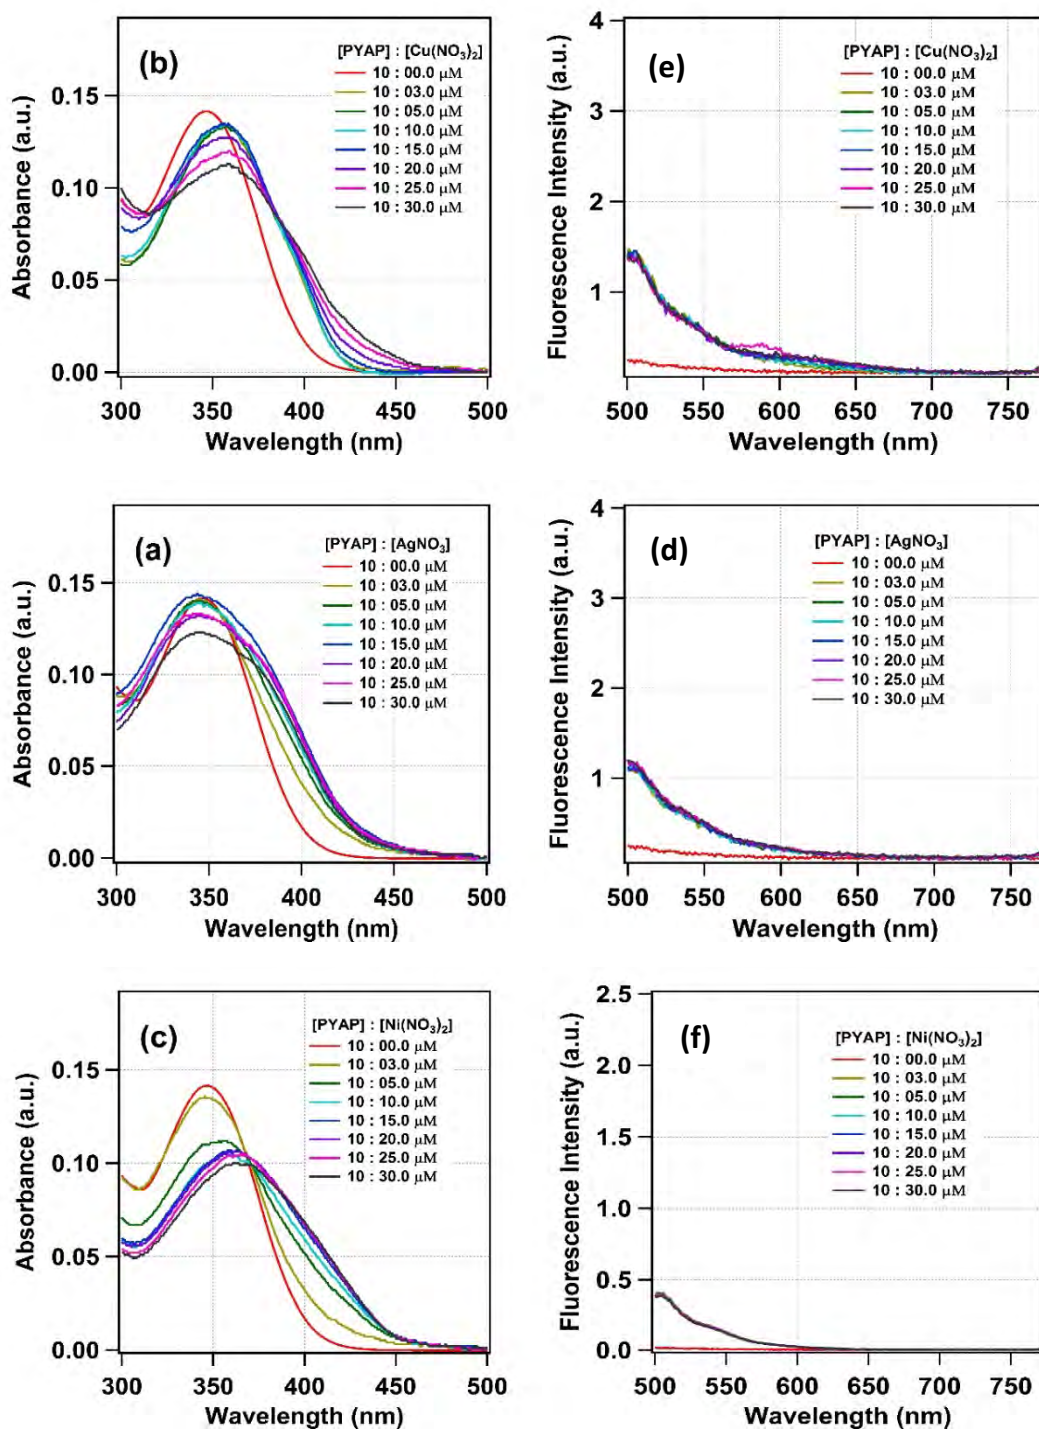 (b)
[PYAP] : [Cu(NO₃)₂]
10 : 00.0 μM
10 : 03.0 μM
10 : 05.0 μM
10 : 10.0 μM
10 : 15.0 μM
10 : 20.0 μM
10 : 25.0 μM
10 : 30.0 μM
Absorbance (a.u.)
0.15
0.10
0.05
0.00
300 350 400 450 500
Wavelength (nm)
(e)
[PYAP] : [Cu(NO₃)₂]
10 : 00.0 μM
10 : 03.0 μM
10 : 05.0 μM
10 : 10.0 μM
10 : 15.0 μM
10 : 20.0 μM
10 : 25.0 μM
10 : 30.0 μM
Fluorescence Intensity (a.u.)
4
3
2
1
500 550 600 650 700 750
Wavelength (nm)
(a)
[PYAP] : [AgNO₃]
10 : 00.0 μM
10 : 03.0 μM
10 : 05.0 μM
10 : 10.0 μM
10 : 15.0 μM
10 : 20.0 μM
10 : 25.0 μM
10 : 30.0 μM
Absorbance (a.u.)
0.15
0.10
0.05
0.00
300 350 400 450 500
Wavelength (nm)
(d)
[PYAP] : [AgNO₃]
10 : 00.0 μM
10 : 03.0 μM
10 : 05.0 μM
10 : 10.0 μM
10 : 15.0 μM
10 : 20.0 μM
10 : 25.0 μM
10 : 30.0 μM
Fluorescence Intensity (a.u.)
4
3
2
1
500 550 600 650 700 750
Wavelength (nm)
(c)
[PYAP] : [Ni(NO₃)₂]
10 : 00.0 μM
10 : 03.0 μM
10 : 05.0 μM
10 : 10.0 μM
10 : 15.0 μM
10 : 20.0 μM
10 : 25.0 μM
10 : 30.0 μM
Absorbance (a.u.)
0.15
0.10
0.05
0.00
300 350 400 450 500
Wavelength (nm)
(f)
[PYAP] : [Ni(NO₃)₂]
10 : 00.0 μM
10 : 03.0 μM
10 : 05.0 μM
10 : 10.0 μM
10 : 15.0 μM
10 : 20.0 μM
10 : 25.0 μM
10 : 30.0 μM
Fluorescence Intensity (a.u.)
2.5
2.0
1.5
1.0
0.5
0.0
500 550 600 650 700 750
Wavelength (nm)